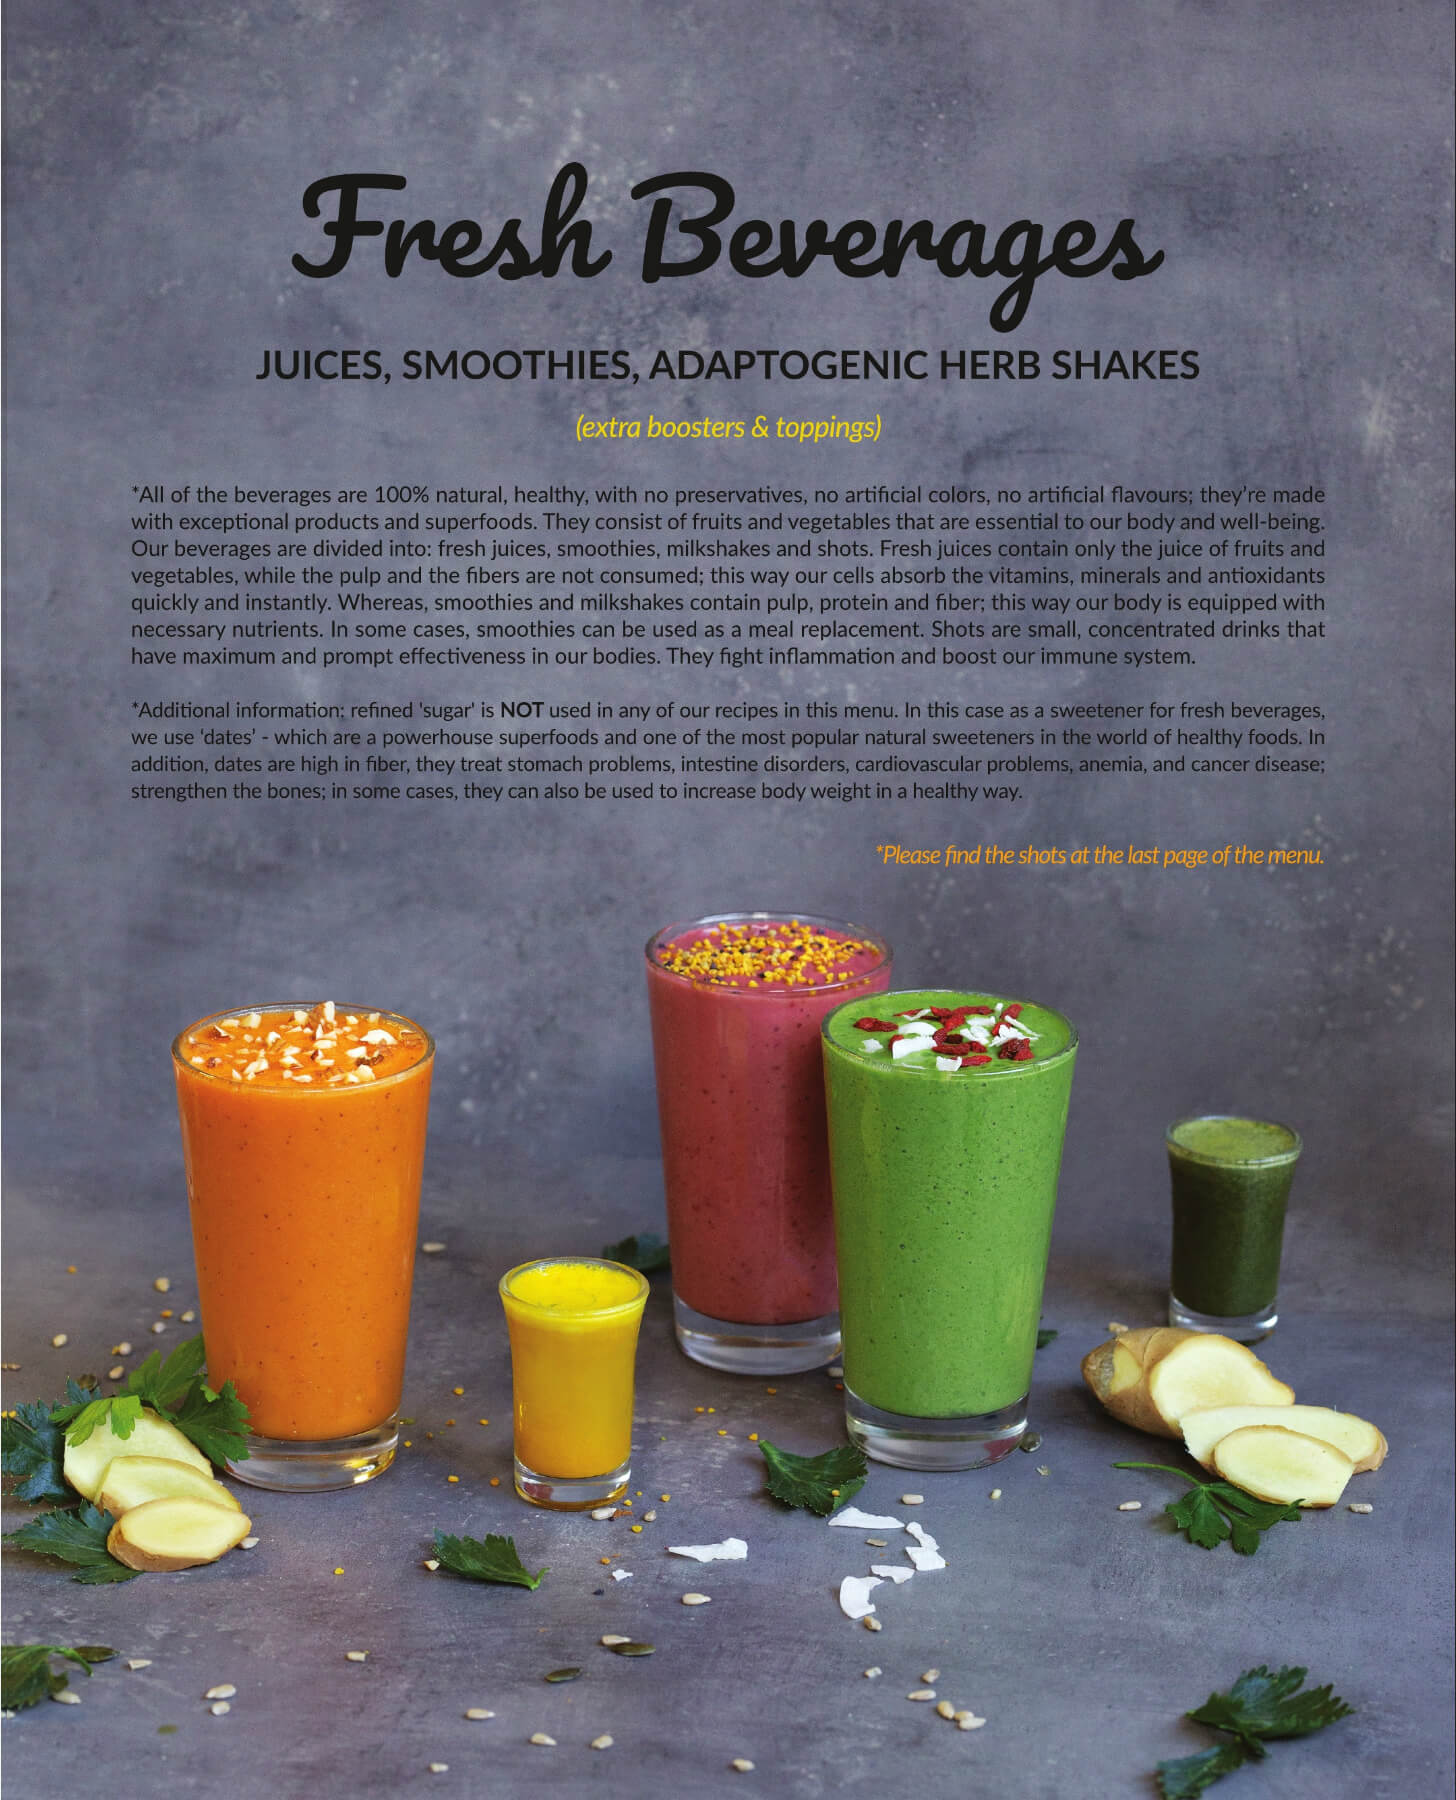 Fresh Beverages
JUICES, SMOOTHIES, ADAPTOGENIC HERB SHAKES
(extra boosters & toppings)
*All of the beverages are 100% natural, healthy, with no preservatives, no artificial colors, no artificial flavours; they're made
with exceptional products and superfoods. They consist of fruits and vegetables that are essential to our body and well-being.
Our beverages are divided into: fresh juices, smoothies, milkshakes and shots. Fresh juices contain only the juice of fruits and
vegetables, while the pulp and the fibers are not consumed; this way our cells absorb the vitamins, minerals and antioxidants
quickly and instantly. Whereas, smoothies and milkshakes contain pulp, protein and fiber; this way our body is equipped with
necessary nutrients. In some cases, smoothies can be used as a meal replacement. Shots are small, concentrated drinks that
have maximum and prompt effectiveness in our bodies. They fight inflammation and boost our immune system.
*Additional information: refined 'sugar' is NOT used in any of our recipes in this menu. In this case as a sweetener for fresh beverages,
we use 'dates' - which are a powerhouse superfoods and one of the most popular natural sweeteners in the world of healthy foods. In
addition, dates are high in fiber, they treat stomach problems, intestine disorders, cardiovascular problems, anemia, and cancer disease;
strengthen the bones; in some cases, they can also be used to increase body weight in a healthy way.
*Please find the shots at the last page of the menu.